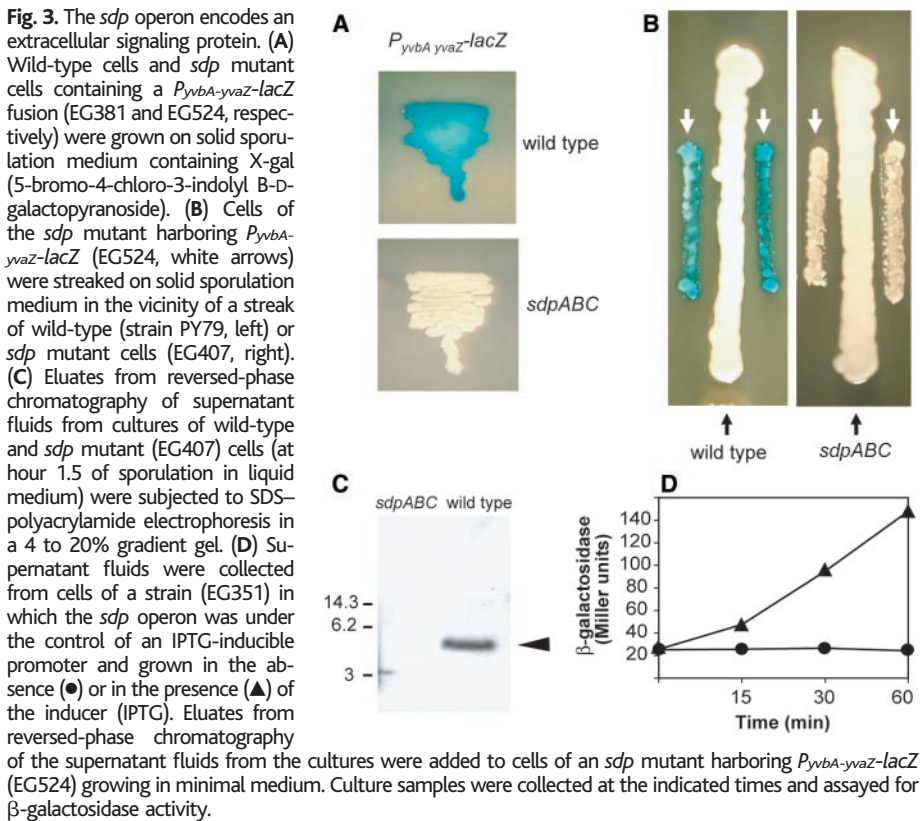 Fig. 3. The sdp operon encodes an
extracellular signaling protein. (A)
Wild-type cells and sdp mutant
cells containing a PyvbA-yvaZ-lacZ
fusion (EG381 and EG524, respec-
tively) were grown on solid sporu-
lation medium containing X-gal
(5-bromo-4-chloro-3-indolyl B-D-
galactopyranoside). (B) Cells of
the sdp mutant harboring PyvbA-
yvaZ-lacZ (EG524, white arrows)
were streaked on solid sporulation
medium in the vicinity of a streak
of wild-type (strain PY79, left) or
sdp mutant cells (EG407, right).
(C) Eluates from reversed-phase
chromatography of supernatant
fluids from cultures of wild-type
and sdp mutant (EG407) cells (at
hour 1.5 of sporulation in liquid
medium) were subjected to SDS–
polyacrylamide electrophoresis in
a 4 to 20% gradient gel. (D) Su-
pernatant fluids were collected
from cells of a strain (EG351) in
which the sdp operon was under
the control of an IPTG-inducible
promoter and grown in the ab-
sence (●) or in the presence (▲) of
the inducer (IPTG). Eluates from
reversed-phase chromatography
of the supernatant fluids from the cultures were added to cells of an sdp mutant harboring PyvbA-yvaZ-lacZ
(EG524) growing in minimal medium. Culture samples were collected at the indicated times and assayed for
β-galactosidase activity.
A
PyvbA yvaZ-lacZ
wild type
sdpABC
B
wild type
sdpABC
C
sdpABC wild type
14.3 –
6.2 –
3 –
D
β-galactosidase
(Miller units)
140
120
100
80
60
40
20
15 30 60
Time (min)